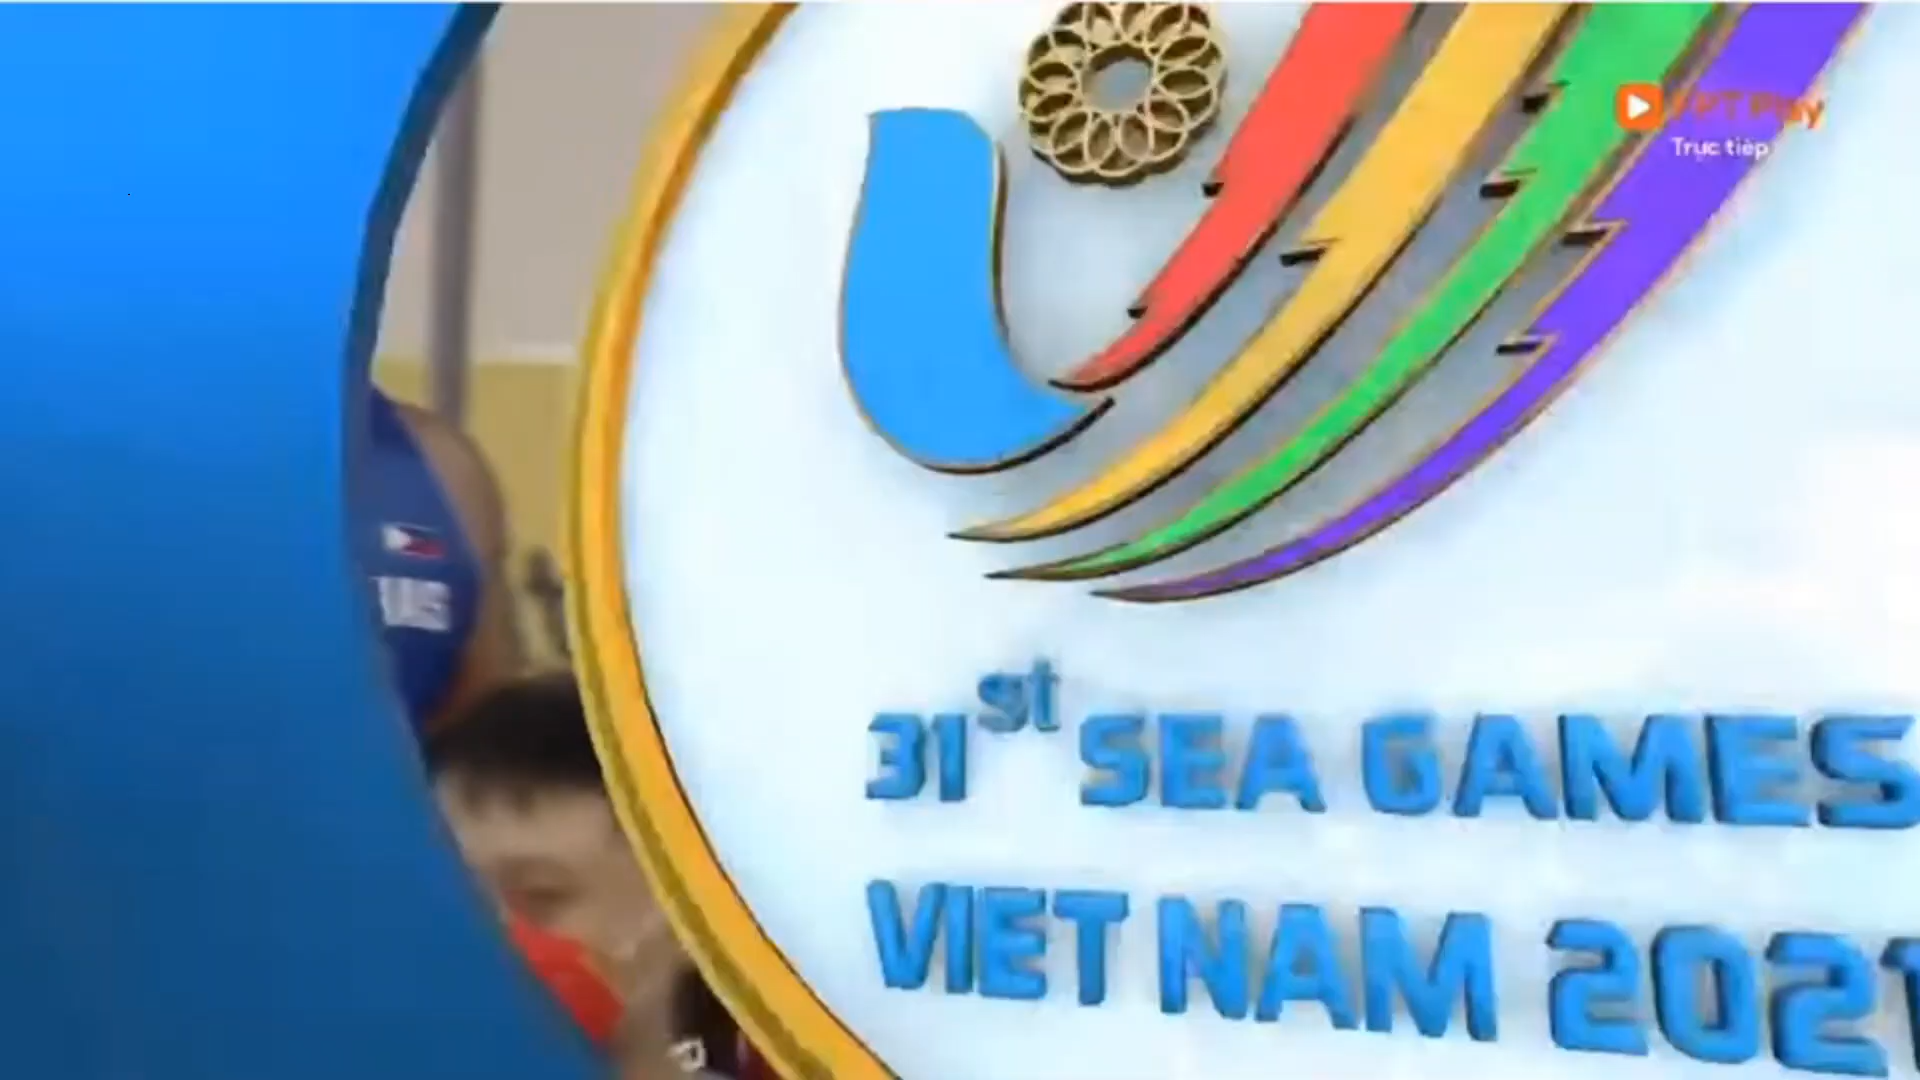 FPT Play
Trực tiếp
31st SEA GAMES
VIET NAM 2021